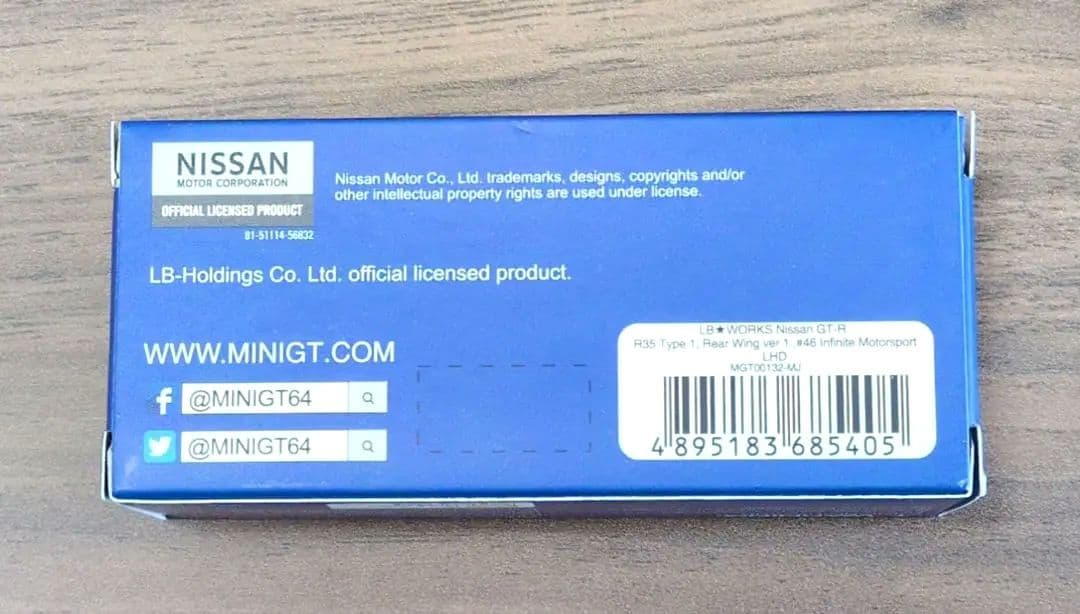 NISSAN
MOTOR CORPORATION
OFFICIAL LICENSED PRODUCT
81-51114-56832
Nissan Motor Co., Ltd. trademarks, designs, copyrights and/or
other intellectual property rights are used under license.
LB-Holdings Co. Ltd. official licensed product.
WWW.MINIGT.COM
@MINIGT64
@MINIGT64
LB★WORKS Nissan GT-R
R35 Type 1, Rear Wing ver 1, #46 Infinite Motorsport
LHD
MGT00132-MJ
4 895183 685405